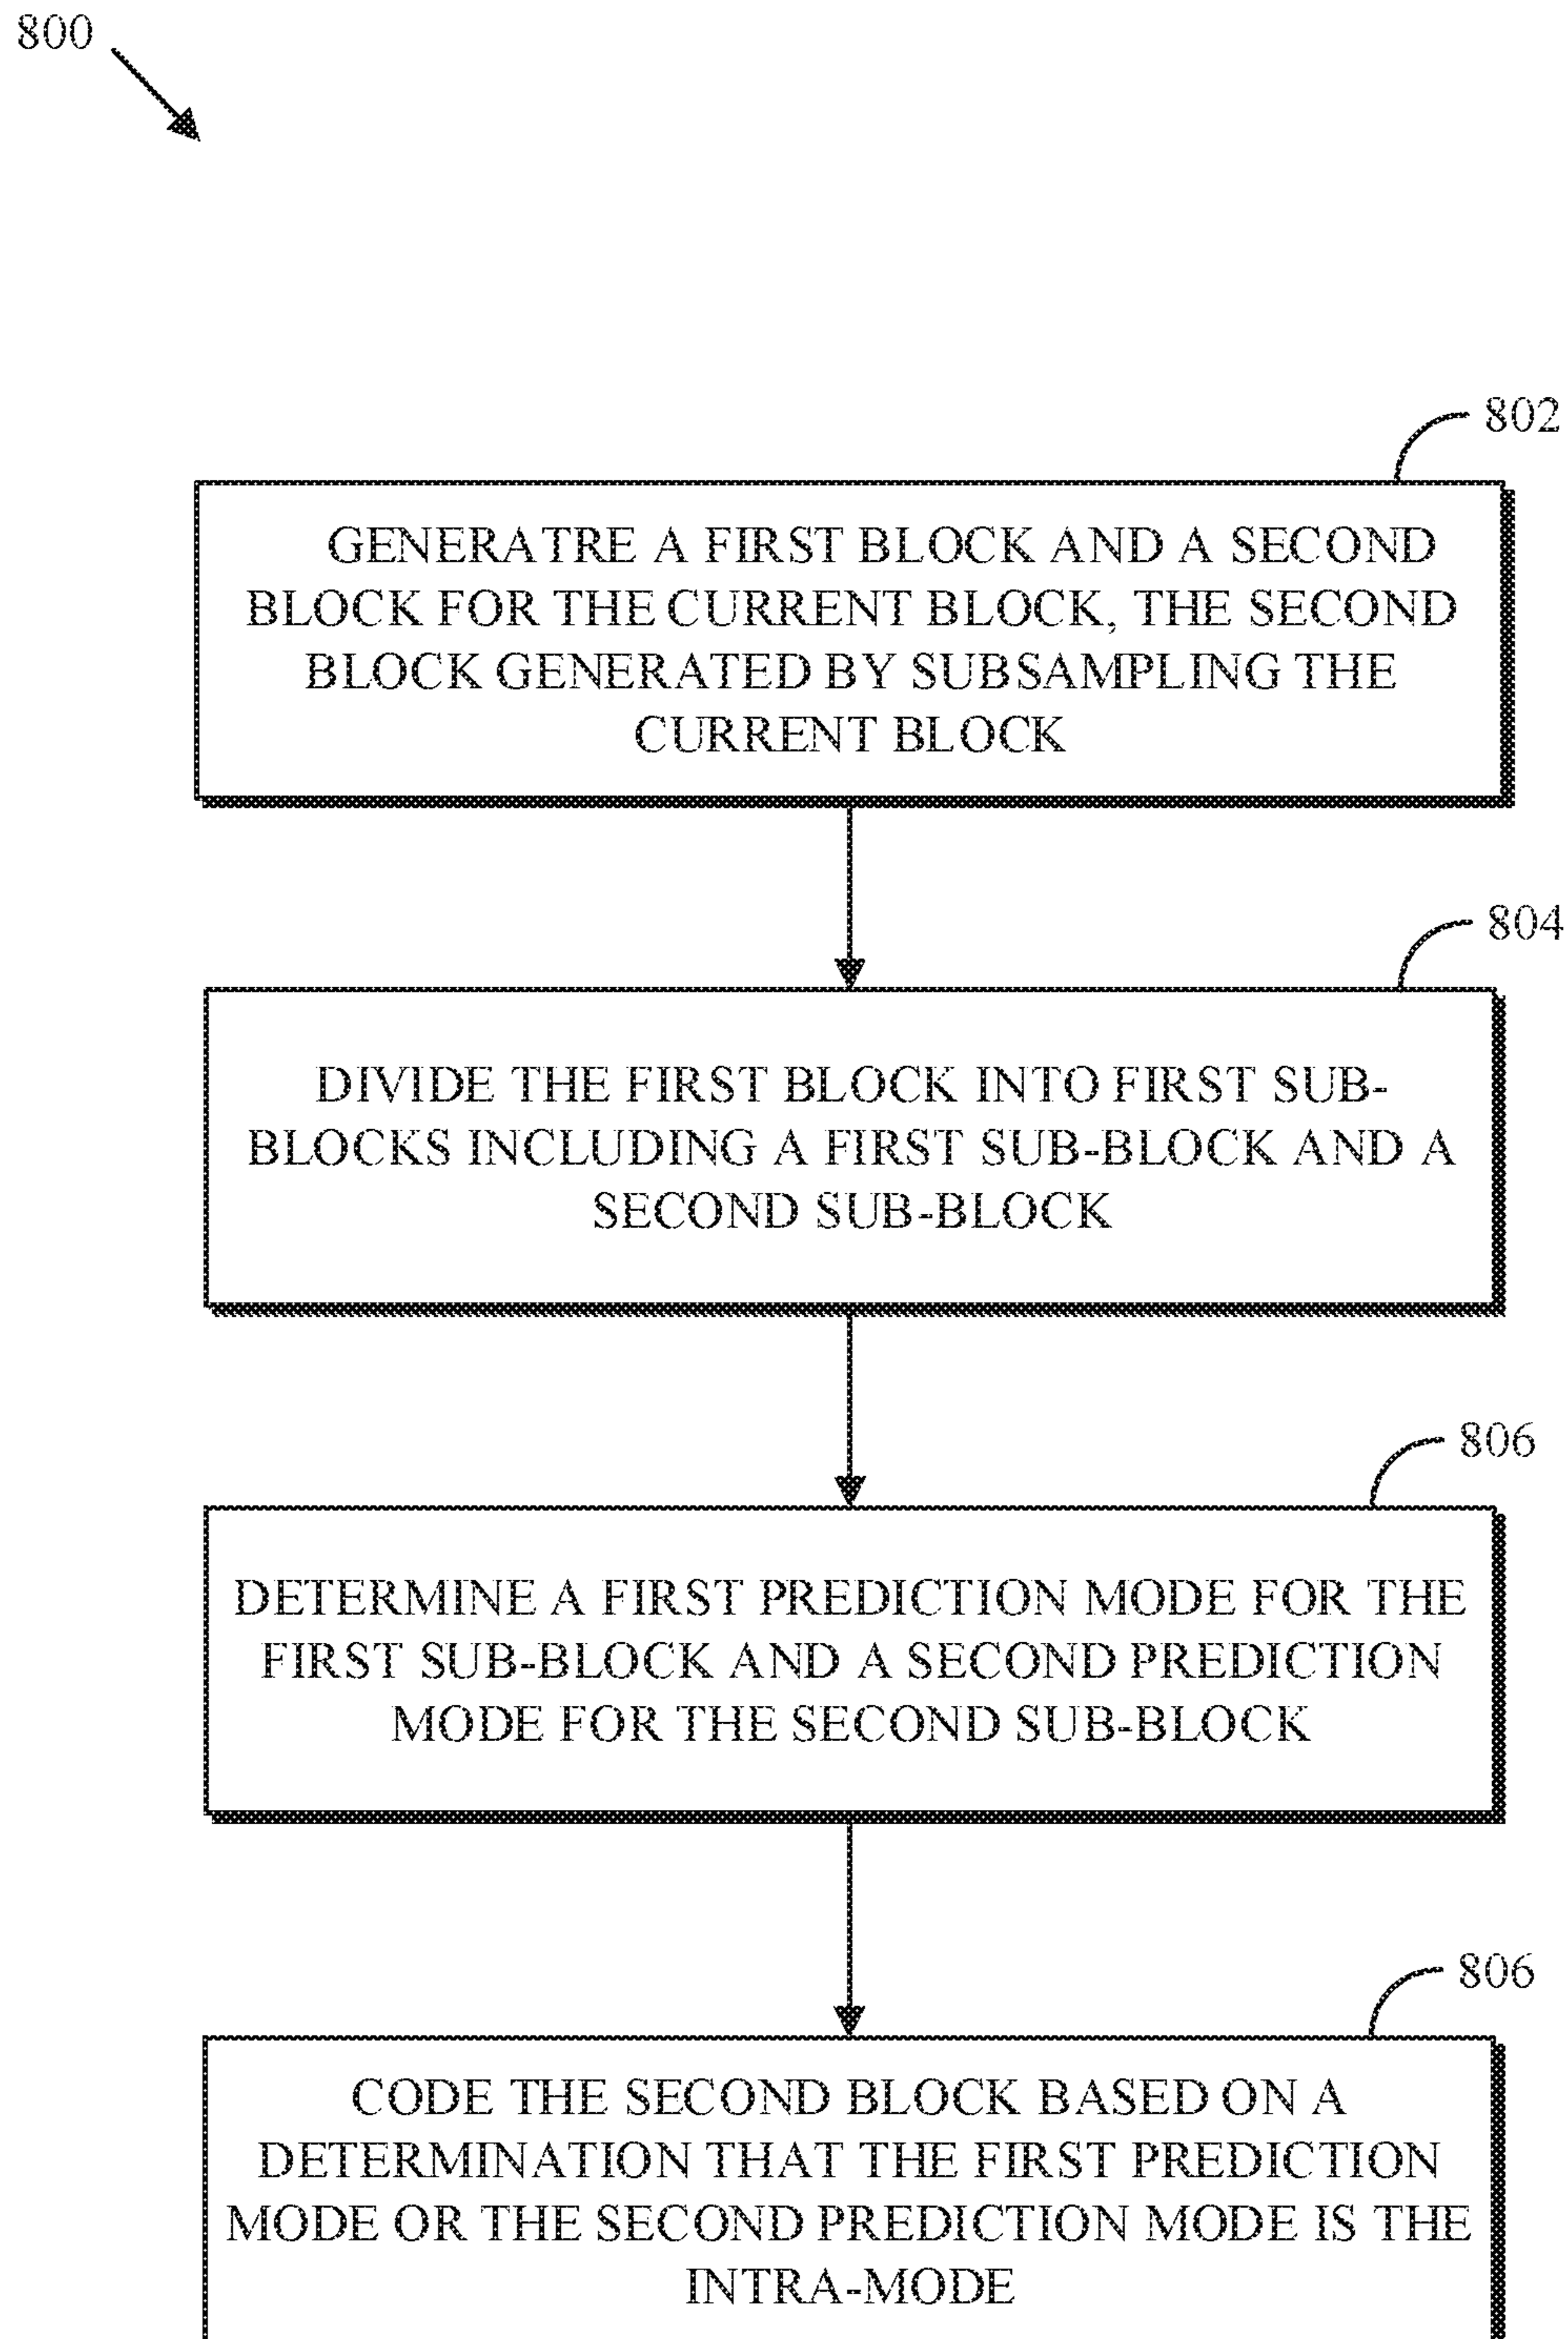 800
802
GENERATRE A FIRST BLOCK AND A SECOND
BLOCK FOR THE CURRENT BLOCK, THE SECOND
BLOCK GENERATED BY SUBSAMPLING THE
CURRENT BLOCK
804
DIVIDE THE FIRST BLOCK INTO FIRST SUB-
BLOCKS INCLUDING A FIRST SUB-BLOCK AND A
SECOND SUB-BLOCK
806
DETERMINE A FIRST PREDICTION MODE FOR THE
FIRST SUB-BLOCK AND A SECOND PREDICTION
MODE FOR THE SECOND SUB-BLOCK
806
CODE THE SECOND BLOCK BASED ON A
DETERMINATION THAT THE FIRST PREDICTION
MODE OR THE SECOND PREDICTION MODE IS THE
INTRA-MODE